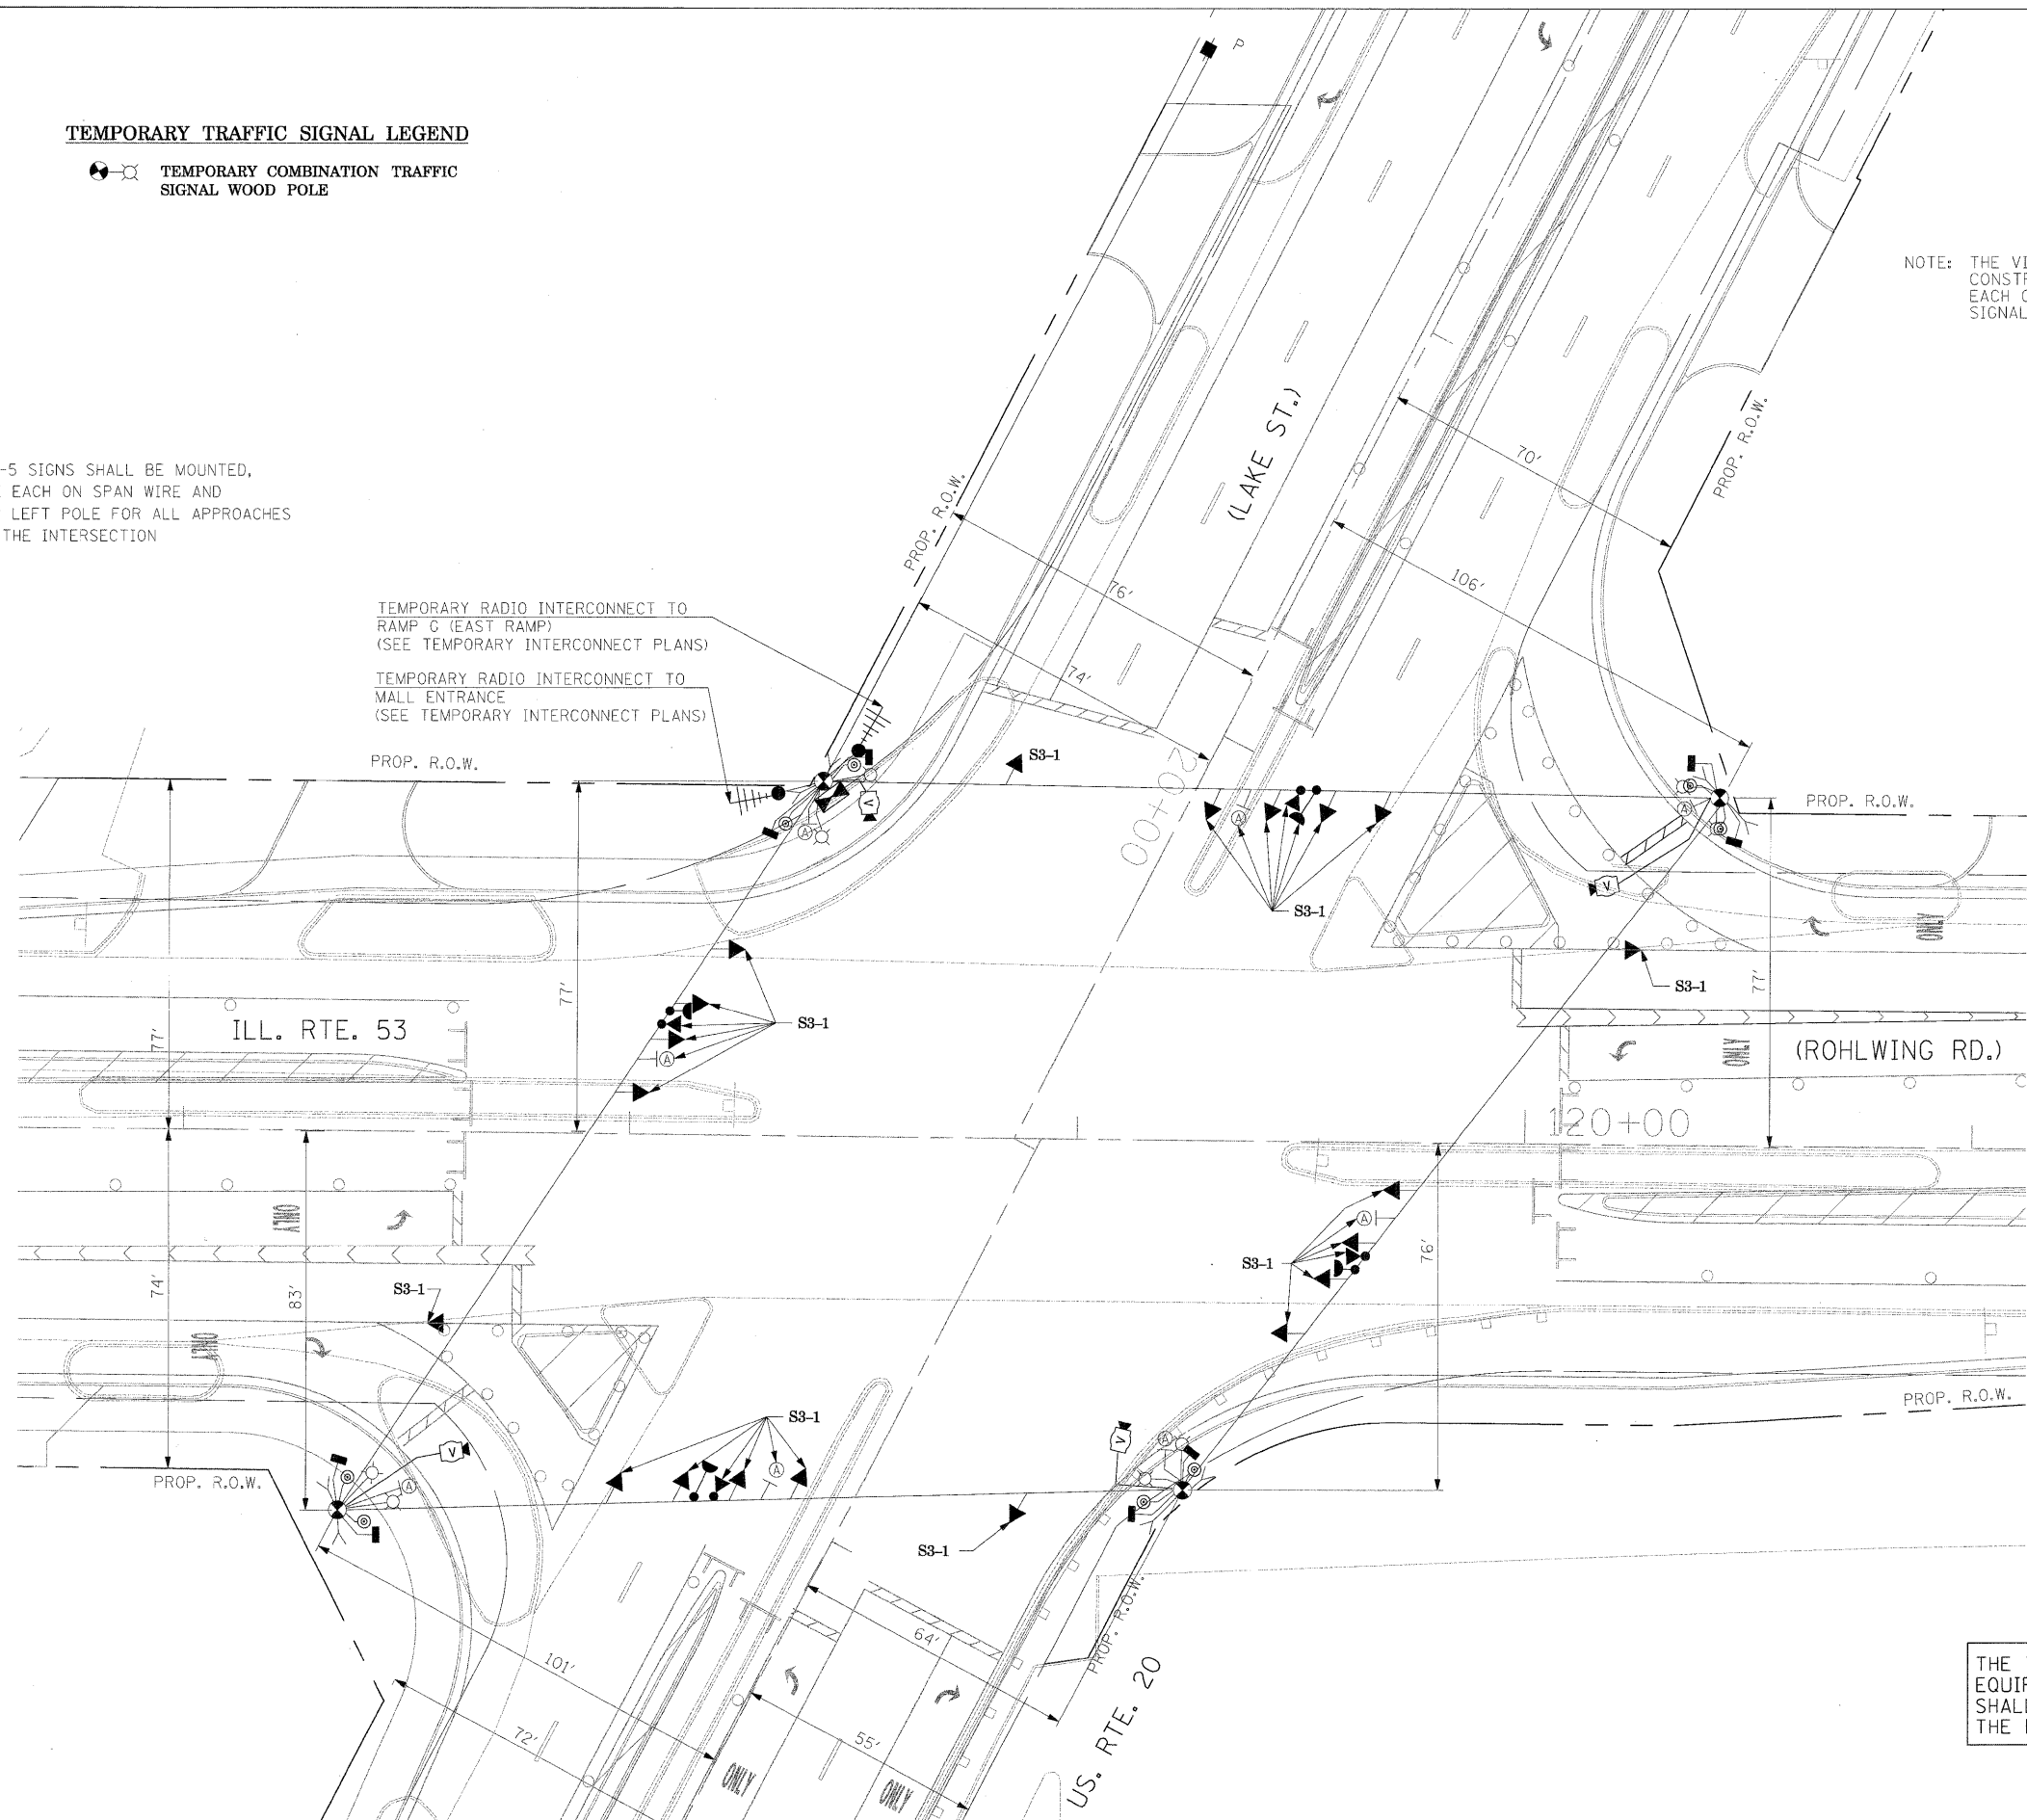 P
TEMPORARY TRAFFIC SIGNAL LEGEND
TEMPORARY COMBINATION TRAFFIC
SIGNAL WOOD POLE
NOTE: THE
EACH
SIGNAL
-5 SIGNS SHALL BE MOUNTED,
EACH ON SPAN WIRE AND
LEFT POLE FOR ALL APPROACHES
THE INTERSECTION
(LAKE ST.)
70'
PROP. R.O.W.
PROP. R.O.W.
106'
76'
74'
TEMPORARY RADIO INTERCONNECT TO
RAMP G (EAST RAMP)
(SEE TEMPORARY INTERCONNECT PLANS)
TEMPORARY RADIO INTERCONNECT TO
MALL ENTRANCE
(SEE TEMPORARY INTERCONNECT PLANS)
PROP. R.O.W.
S3-1
20+00
V
A
A
A
PROP. R.O.W.
V
S3-1
ONLY
S3-1
77'
77'
77'
S3-1
A
ILL. RTE. 53
ONLY
(ROHLWING RD.)
120+00
ONLY
A
S3-1
76'
74'
83'
S3-1
ONLY
PROP. R.O.W.
S3-1
A
V
A
V
A
PROP. R.O.W.
S3-1
64'
PROP. R.O.W.
101'
72'
55'
ONLY
ONLY
US. RTE. 20
THE
SHALL
THE